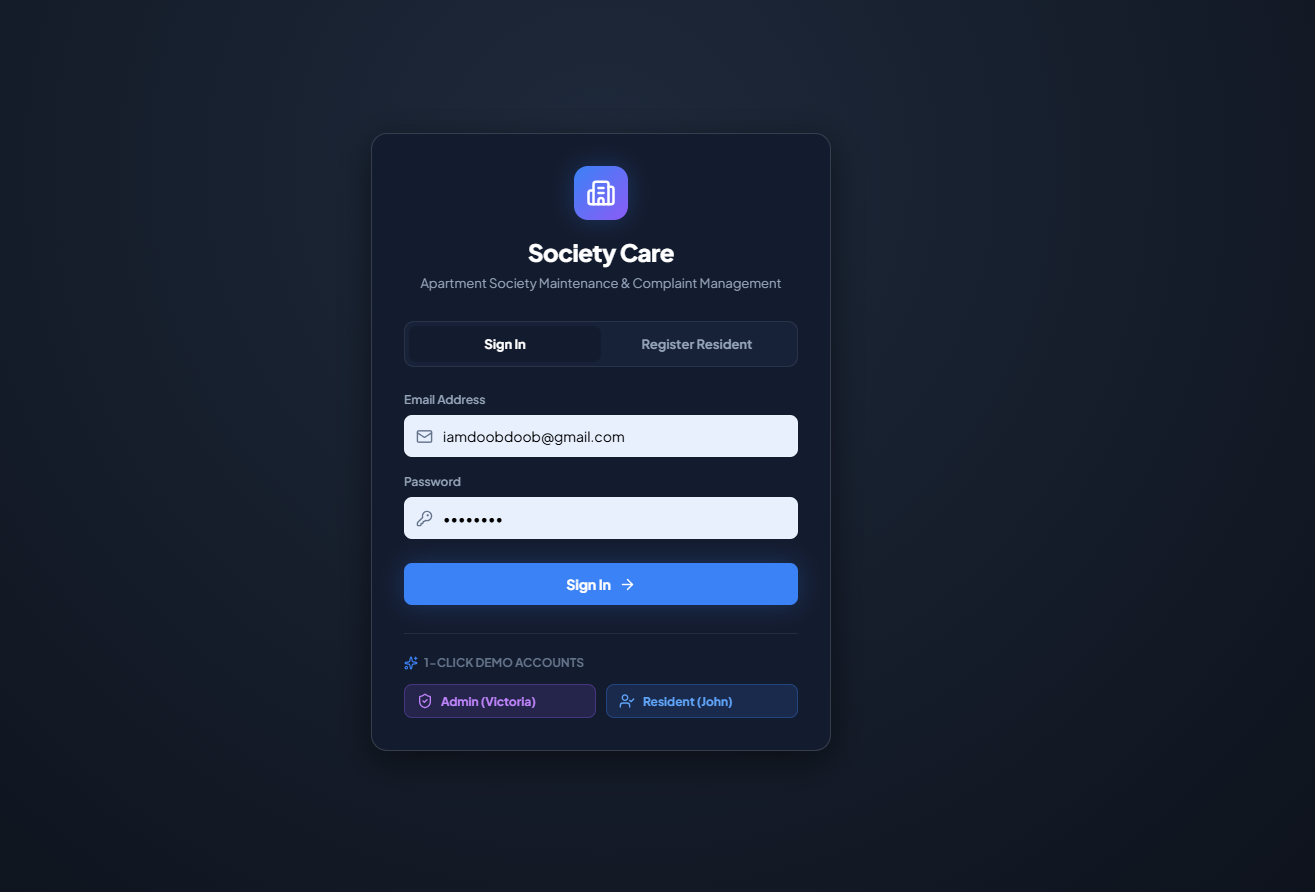 Society Care
Apartment Society Maintenance & Complaint Management
Sign In
Register Resident
Email Address
iamdoobdoob@gmail.com
Password
••••••••
Sign In →
1-CLICK DEMO ACCOUNTS
Admin (Victoria)
Resident (John)